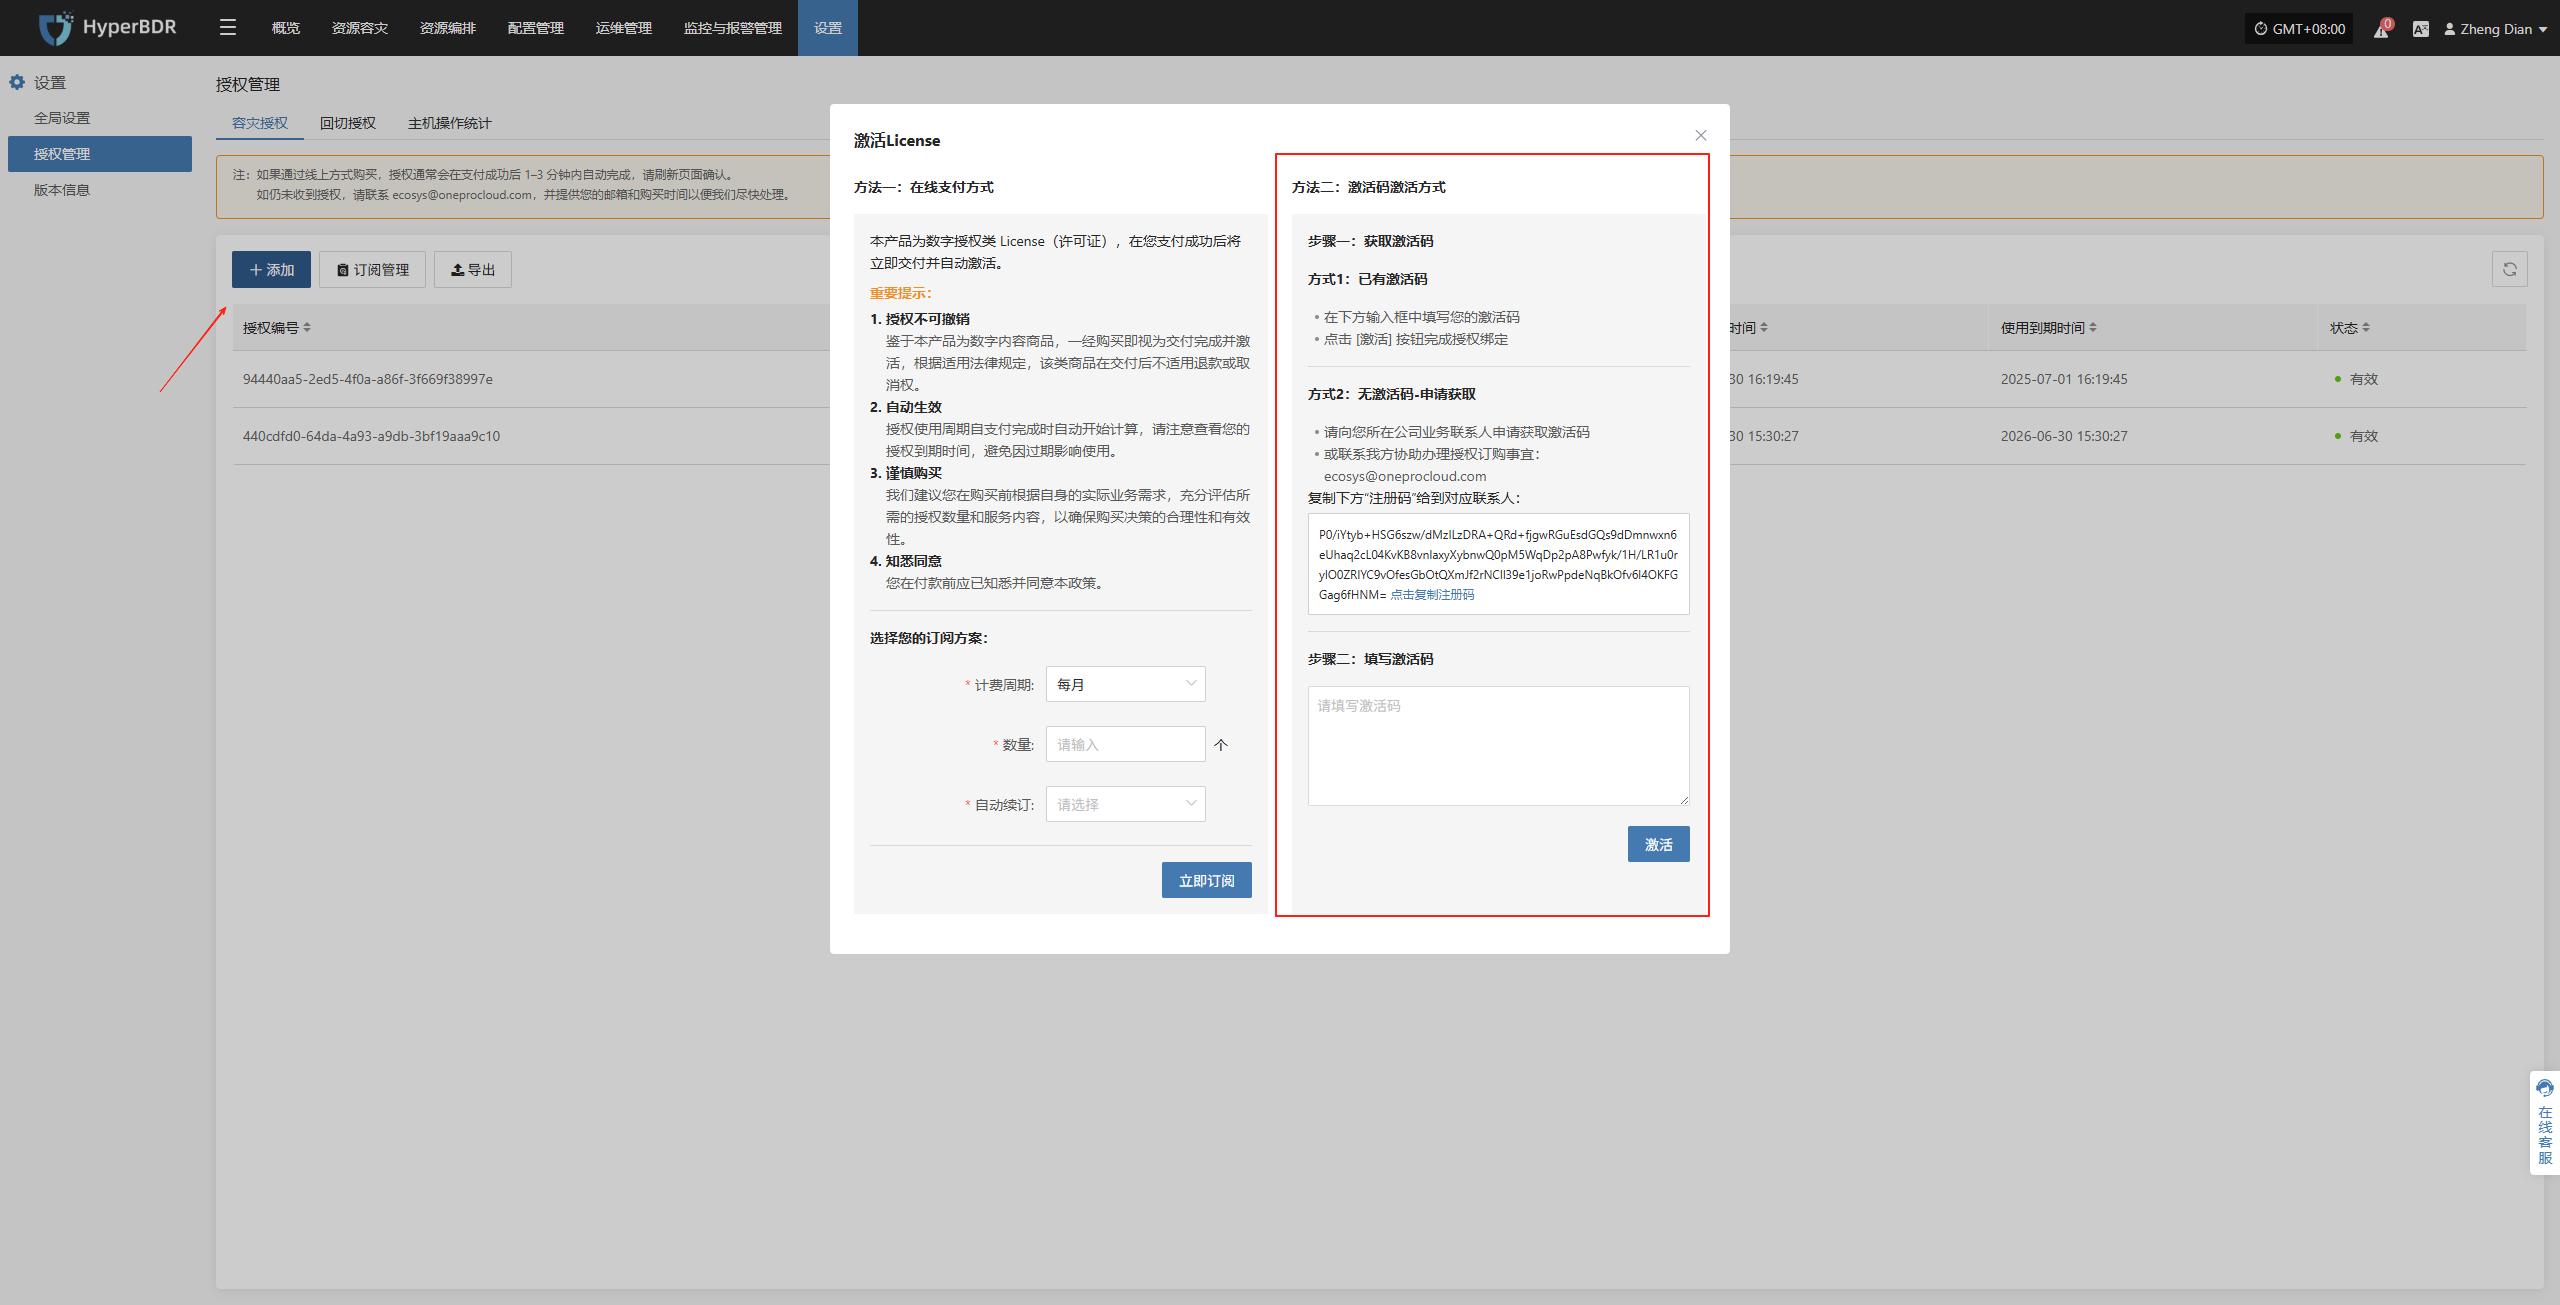 HyperBDR
概览
资源容灾
资源编排
配置管理
运维管理
监控与报警管理
设置
GMT+08:00
0
Zheng Dian
设置
全局设置
授权管理
版本信息
授权管理
容灾授权
回切授权
主机操作统计
注：如果通过线上方式购买，授权通常会在支付成功后 1–3 分钟内自动完成，请刷新页面确认。
如仍未收到授权，请联系 ecosys@oneprocloud.com，并提供您的邮箱和购买时间以便我们尽快处理。
添加
订阅管理
导出
授权编号
时间
使用到期时间
状态
94440aa5-2ed5-4f0a-a86f-3f669f38997e
30 16:19:45
2025-07-01 16:19:45
有效
440cdfd0-64da-4a93-a9db-3bf19aaa9c10
30 15:30:27
2026-06-30 15:30:27
有效
激活License
方法一：在线支付方式
本产品为数字授权类 License（许可证），在您支付成功后将
立即交付并自动激活。
重要提示：
1. 授权不可撤销
鉴于本产品为数字内容商品，一经购买即视为交付完成并激
活，根据适用法律规定，该类商品在交付后不适用退款或取
消权。
2. 自动生效
授权使用周期自支付完成时自动开始计算，请注意查看您的
授权到期时间，避免因过期影响使用。
3. 谨慎购买
我们建议您在购买前根据自身的实际业务需求，充分评估所
需的授权数量和服务内容，以确保购买决策的合理性和有效
性。
4. 知悉同意
您在付款前应已知悉并同意本政策。
选择您的订阅方案：
* 计费周期: 每月
* 数量: 请输入 个
* 自动续订: 请选择
立即订阅
方法二：激活码激活方式
步骤一：获取激活码
方式1：已有激活码
• 在下方输入框中填写您的激活码
• 点击 [激活] 按钮完成授权绑定
方式2：无激活码-申请获取
• 请向您所在公司业务联系人申请获取激活码
• 或联系我方协助办理授权订购事宜：
ecosys@oneprocloud.com
复制下方“注册码”给到对应联系人：
P0/iYtyb+HSG6szw/dMzILzDRA+QRd+fjgwRGuEsdGQs9dDmnwxn6
eUhaq2cL04KvKB8vnlaxyXybnwQ0pM5WqDp2pA8Pwfyk/1H/LR1u0r
ylO0ZRlYC9vOfesGbOtQXmJf2rNCIl39e1joRwPpdeNqBkOfv6l4OKFG
Gag6fHNM= 点击复制注册码
步骤二：填写激活码
请填写激活码
激活
在
线
客
服